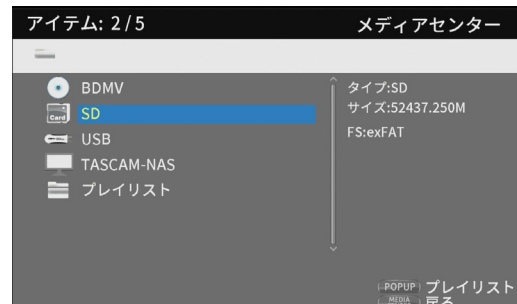 アイテム: 2/5
メディアセンター
BDMV
Card SD
USB
TASCAM-NAS
プレイリスト
タイプ:SD
サイズ:52437.250M
FS:exFAT
POPUP プレイリスト
MEDIA 戻る